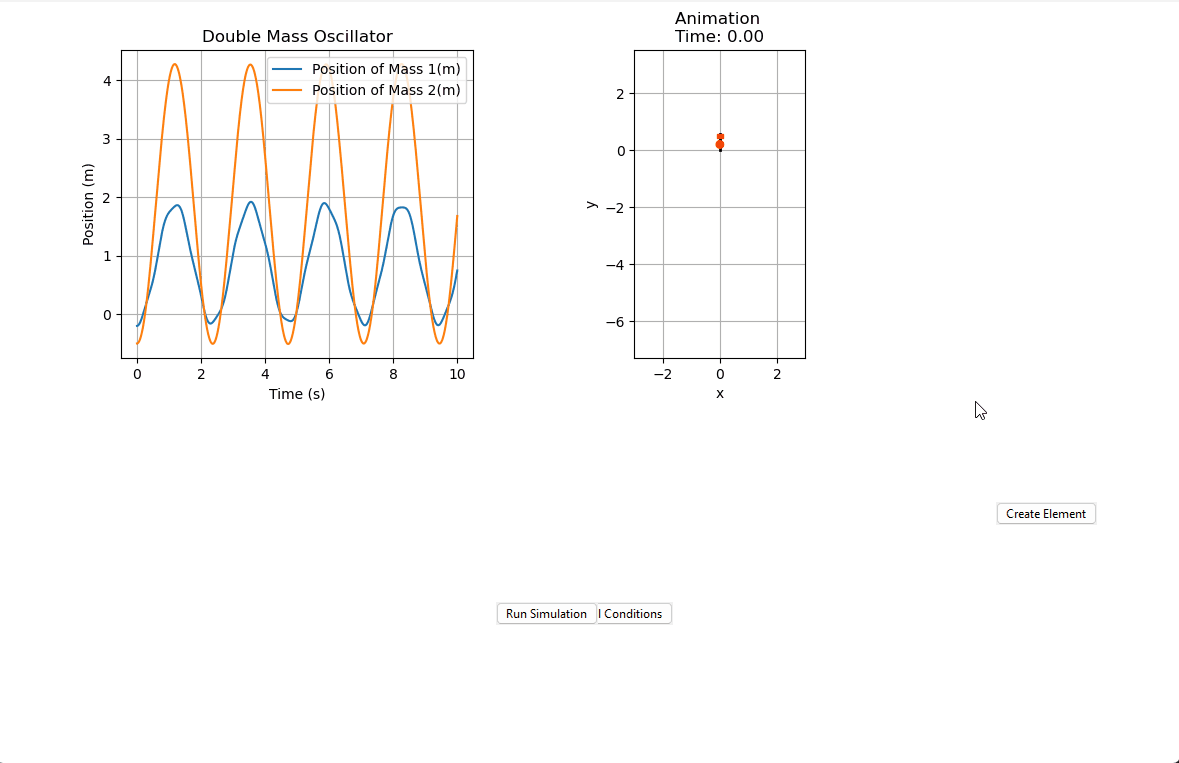 Double Mass Oscillator
Position of Mass 1(m)
Position of Mass 2(m)
Position (m)
4
3
2
1
0
0 2 4 6 8 10
Time (s)
Animation
Time: 0.00
y
2
0
−2
−4
−6
−2 0 2
x
Create Element
Run Simulation
l Conditions